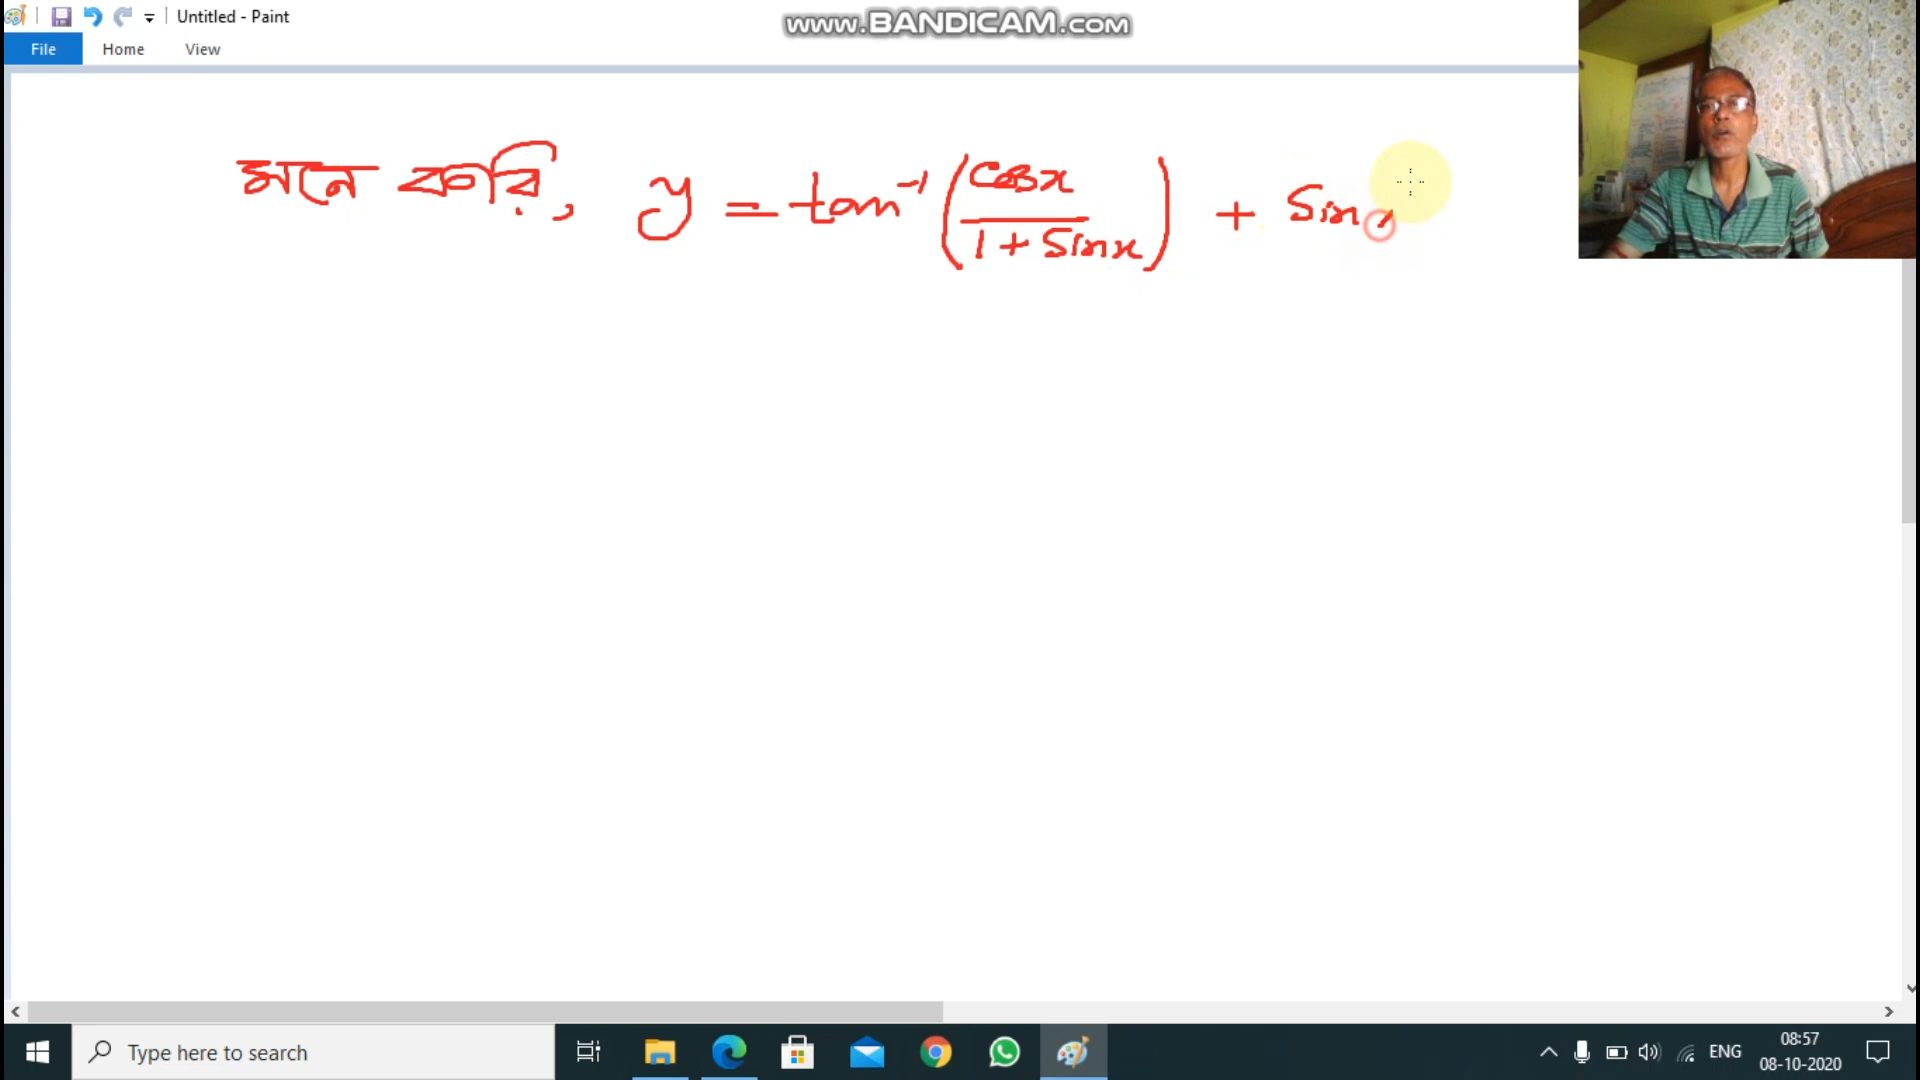 Untitled - Paint
www.BANDICAM.com
File Home View
মনে করি, y = tan⁻¹ (cosx / 1 + Sinx) + Sin
Type here to search
ENG
08:57
08-10-2020